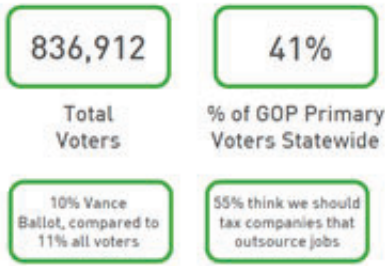 836,912
41%
Total
Voters
% of GOP Primary
Voters Statewide
10% Vance
Ballot, compared to
11% all voters
55% think we should
tax companies that
outsource jobs